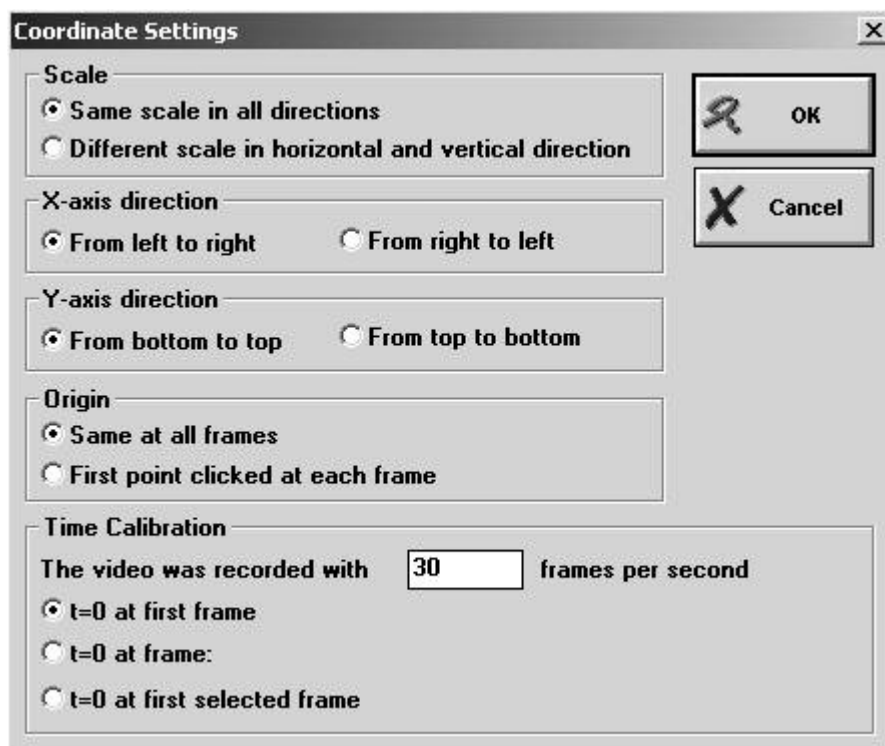 Coordinate Settings
Scale
Same scale in all directions
Different scale in horizontal and vertical direction
OK
Cancel
X-axis direction
From left to right From right to left
Y-axis direction
From bottom to top From top to bottom
Origin
Same at all frames
First point clicked at each frame
Time Calibration
The video was recorded with 30 frames per second
t=0 at first frame
t=0 at frame:
t=0 at first selected frame